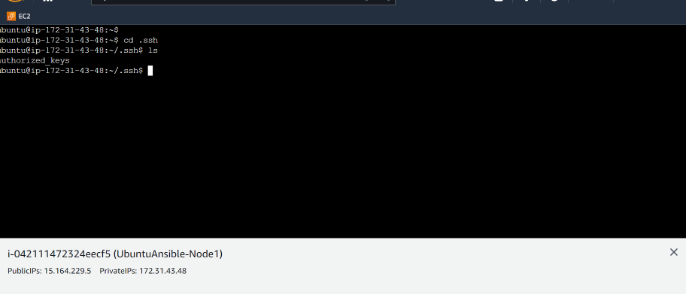 EC2
ubuntu@ip-172-31-43-48:~$
ubuntu@ip-172-31-43-48:~$ cd .ssh
ubuntu@ip-172-31-43-48:~/.ssh$ ls
authorized_keys
ubuntu@ip-172-31-43-48:~/.ssh$
i-042111472324eecf5 (UbuntuAnsible-Node1)
PublicIPs: 15.164.229.5 PrivateIPs: 172.31.43.48